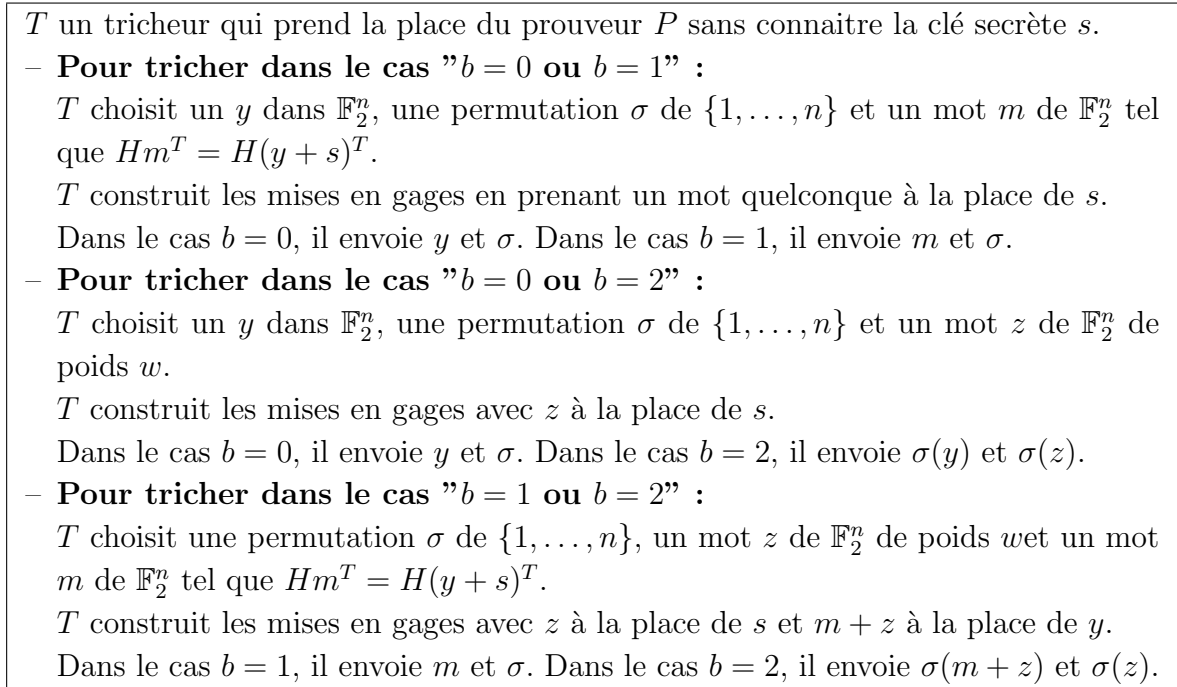 T un tricheur qui prend la place du prouveur P sans connaitre la clé secrète s.
– Pour tricher dans le cas "b = 0 ou b = 1" :
T choisit un y dans 𝔽₂ⁿ, une permutation σ de {1, . . . , n} et un mot m de 𝔽₂ⁿ tel
que Hmᵀ = H(y + s)ᵀ.
T construit les mises en gages en prenant un mot quelconque à la place de s.
Dans le cas b = 0, il envoie y et σ. Dans le cas b = 1, il envoie m et σ.
– Pour tricher dans le cas "b = 0 ou b = 2" :
T choisit un y dans 𝔽₂ⁿ, une permutation σ de {1, . . . , n} et un mot z de 𝔽₂ⁿ de
poids w.
T construit les mises en gages avec z à la place de s.
Dans le cas b = 0, il envoie y et σ. Dans le cas b = 2, il envoie σ(y) et σ(z).
– Pour tricher dans le cas "b = 1 ou b = 2" :
T choisit une permutation σ de {1, . . . , n}, un mot z de 𝔽₂ⁿ de poids wet un mot
m de 𝔽₂ⁿ tel que Hmᵀ = H(y + s)ᵀ.
T construit les mises en gages avec z à la place de s et m + z à la place de y.
Dans le cas b = 1, il envoie m et σ. Dans le cas b = 2, il envoie σ(m + z) et σ(z).